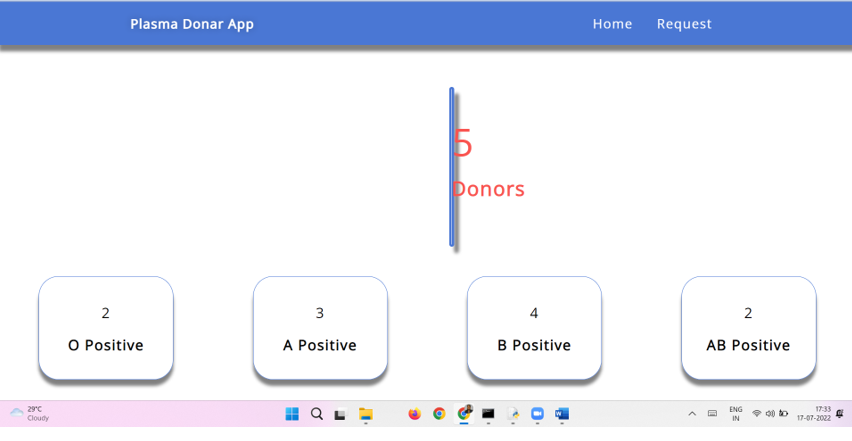 Plasma Donar App
Home Request
5
Donors
2
O Positive
3
A Positive
4
B Positive
2
AB Positive
29°C
Cloudy
ENG
IN
17:33
17-07-2022